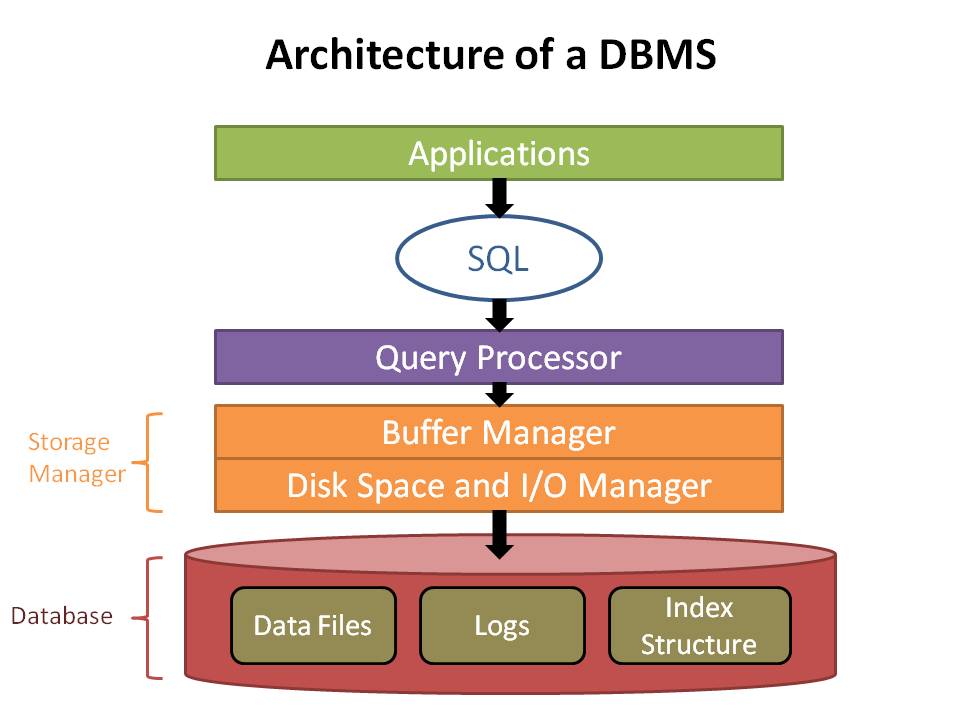 Architecture of a DBMS
Applications
SQL
Query Processor
Storage
Manager
Buffer Manager
Disk Space and I/O Manager
Database
Data Files
Logs
Index
Structure